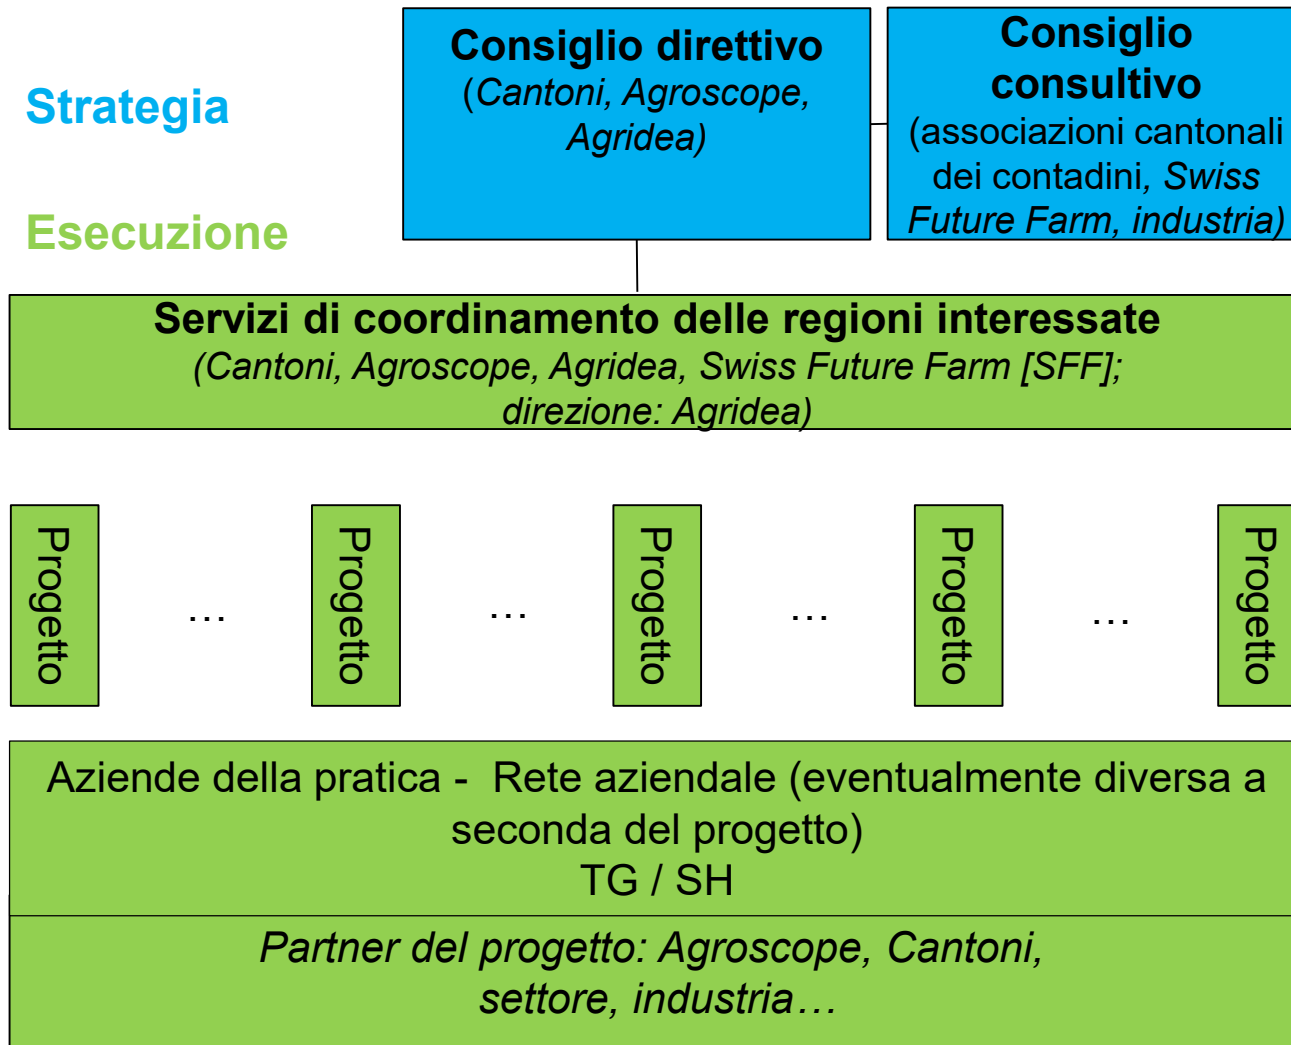 Strategia
Esecuzione
Consiglio direttivo
(Cantoni, Agroscope,
Agridea)
Consiglio
consultivo
(associazioni cantonali
dei contadini, Swiss
Future Farm, industria)
Servizi di coordinamento delle regioni interessate
(Cantoni, Agroscope, Agridea, Swiss Future Farm [SFF];
direzione: Agridea)
Progetto
...
Progetto
...
Progetto
...
Progetto
...
Progetto
Aziende della pratica - Rete aziendale (eventualmente diversa a
seconda del progetto)
TG / SH
Partner del progetto: Agroscope, Cantoni,
settore, industria…